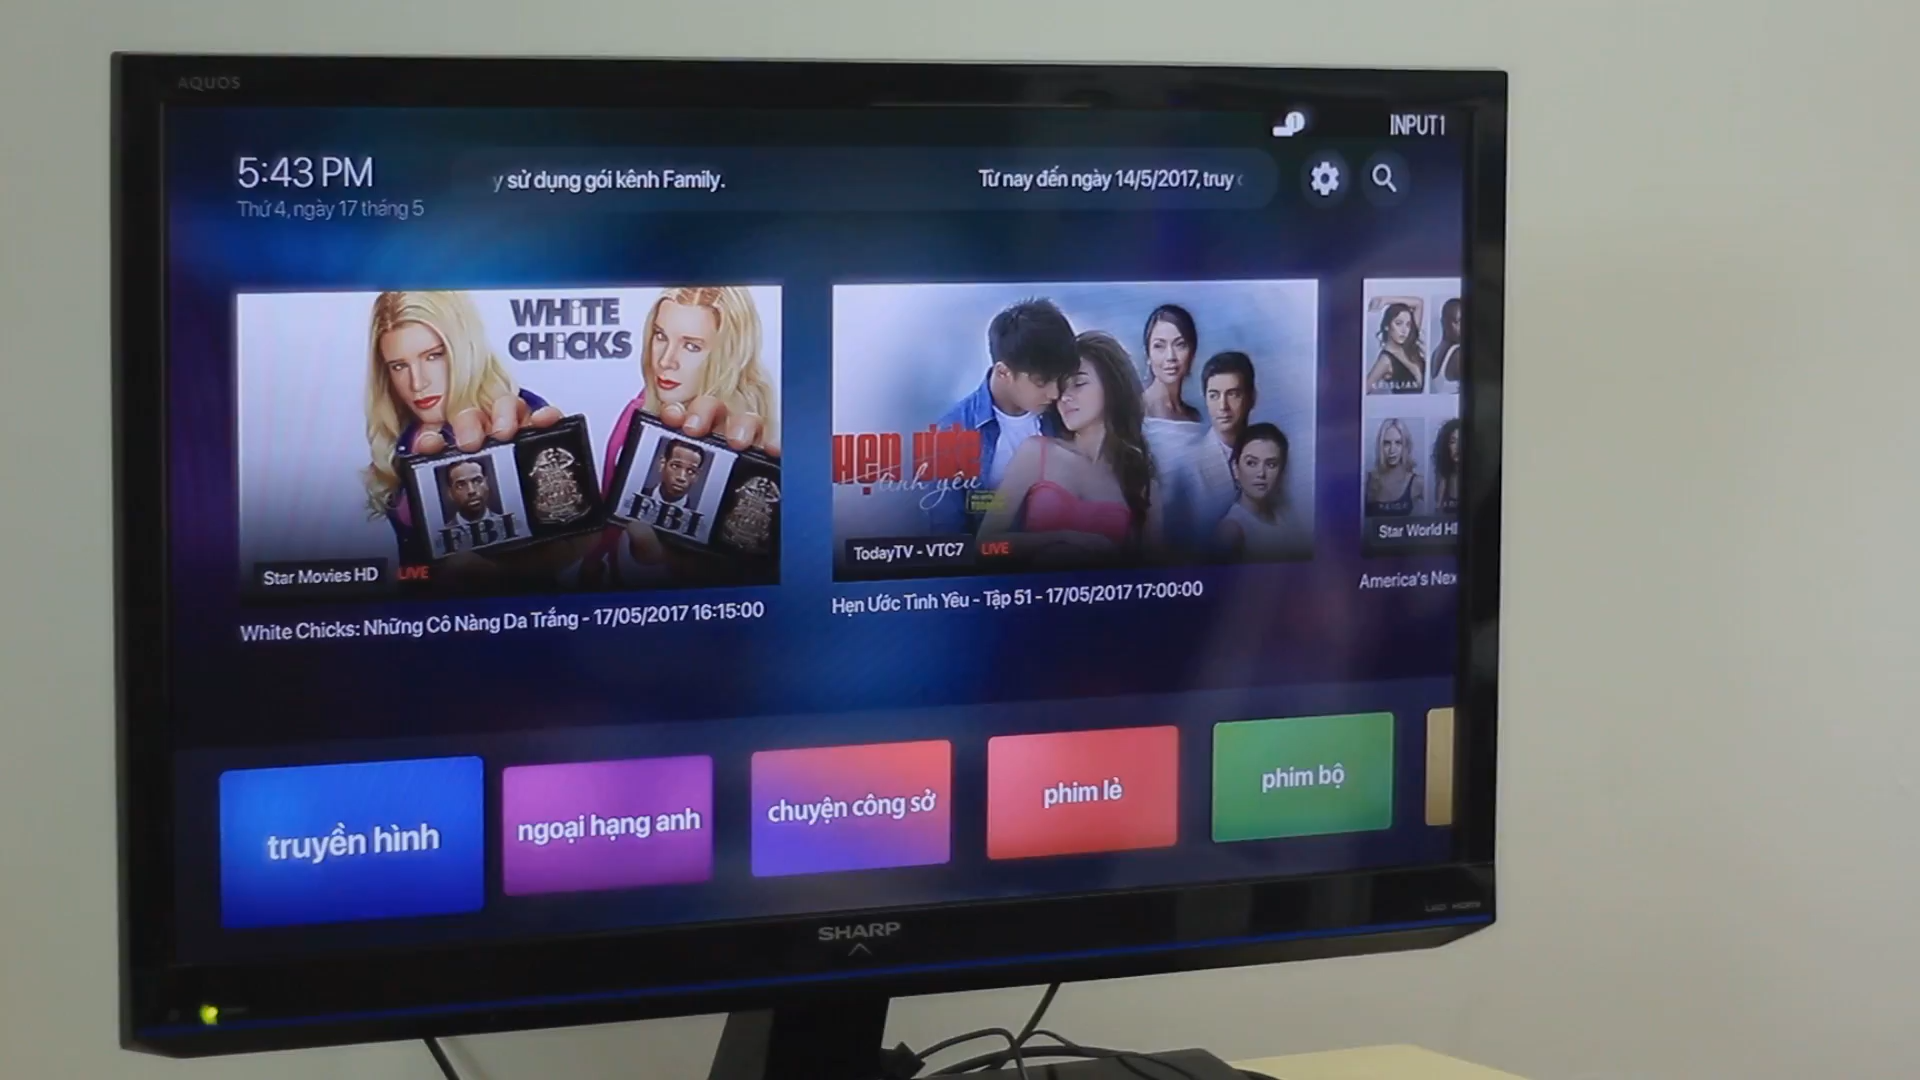 AQUOS
INPUT1
5:43 PM
y sử dụng gói kênh Family.
Từ nay đến ngày 14/5/2017, truy
Thứ 4, ngày 17 tháng 5
WHiTE
CHiCKS
FBI
FBI
Star Movies HD
LIVE
White Chicks: Những Cô Nàng Da Trắng - 17/05/2017 16:15:00
HẸN ƯỚC
tình yêu
TodayTV - VTC7
LIVE
Hẹn Ước Tình Yêu - Tập 51 - 17/05/2017 17:00:00
Star World H
America's Nex
truyền hình
ngoại hạng anh
chuyện công sở
phim lẻ
phim bộ
SHARP